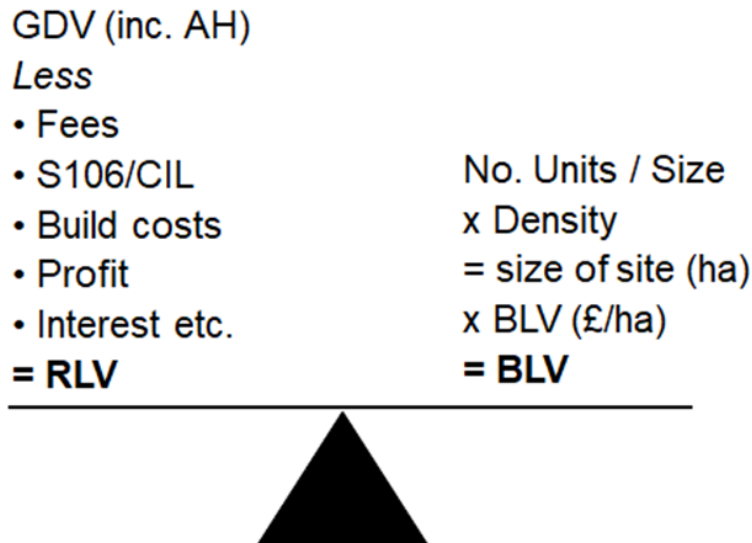 GDV (inc. AH)
Less
• Fees
• S106/CIL
• Build costs
• Profit
• Interest etc.
= RLV
No. Units / Size
x Density
= size of site (ha)
x BLV (£/ha)
= BLV